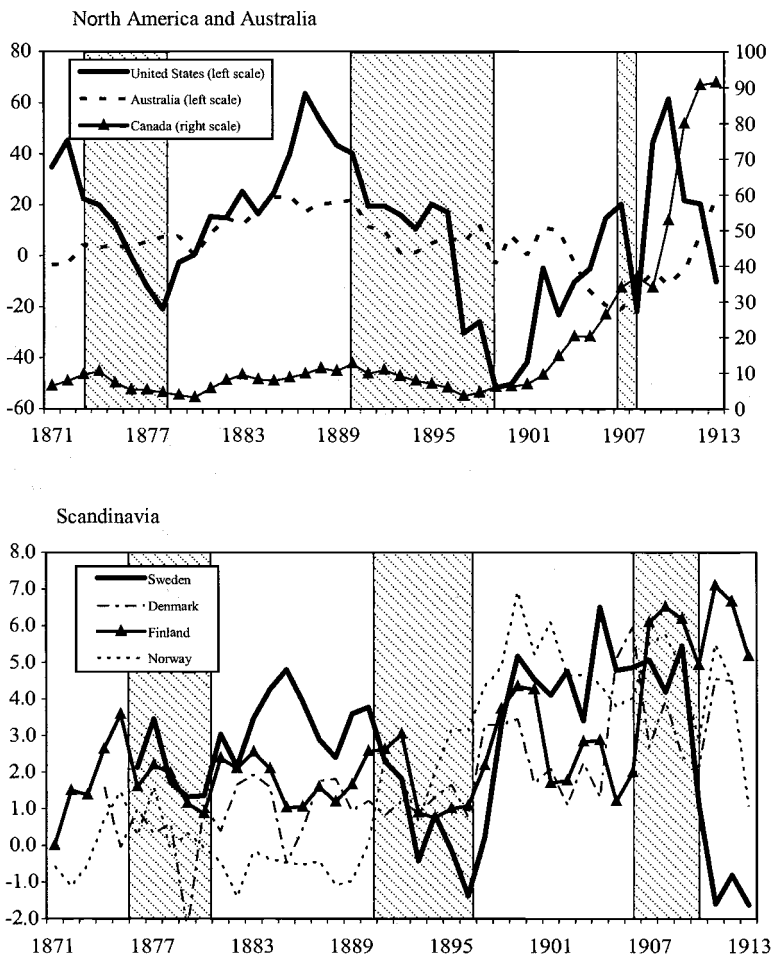 North America and Australia
80
60
40
20
0
-20
-40
-60
100
90
80
70
60
50
40
30
20
10
0
United States (left scale)
Australia (left scale)
Canada (right scale)
1871 1877 1883 1889 1895 1901 1907 1913
Scandinavia
8.0
7.0
6.0
5.0
4.0
3.0
2.0
1.0
0.0
-1.0
-2.0
Sweden
Denmark
Finland
Norway
1871 1877 1883 1889 1895 1901 1907 1913